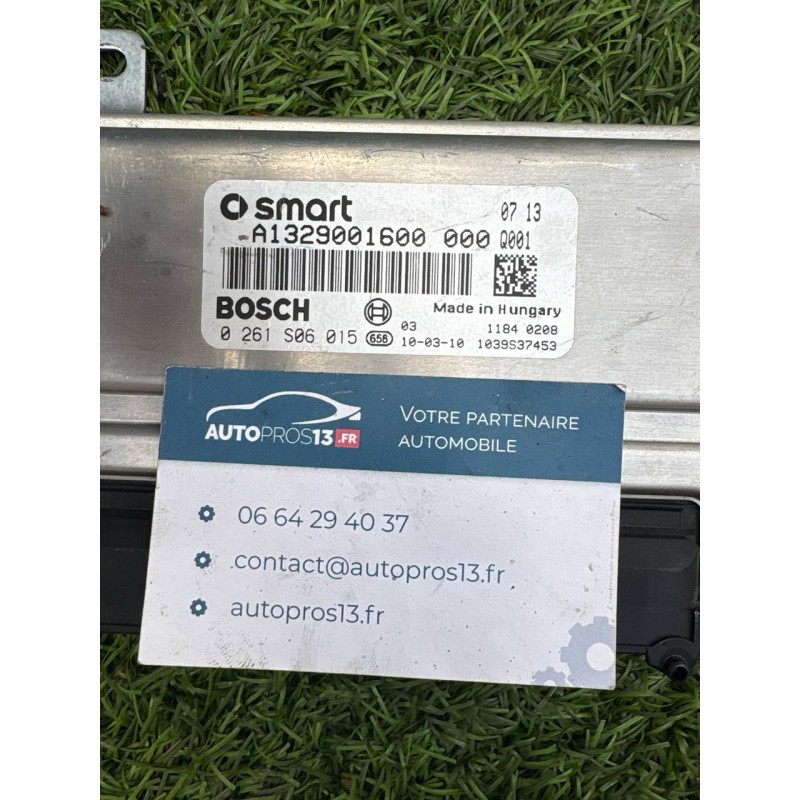 smart 07 13
A1329001600 000 Q001
BOSCH Made in Hungary
0 261 S06 015 658 03 1184 0208
10-03-10 1039S37453
AUTOPROS13.FR
VOTRE PARTENAIRE
AUTOMOBILE
06 64 29 40 37
contact@autopros13.fr
autopros13.fr